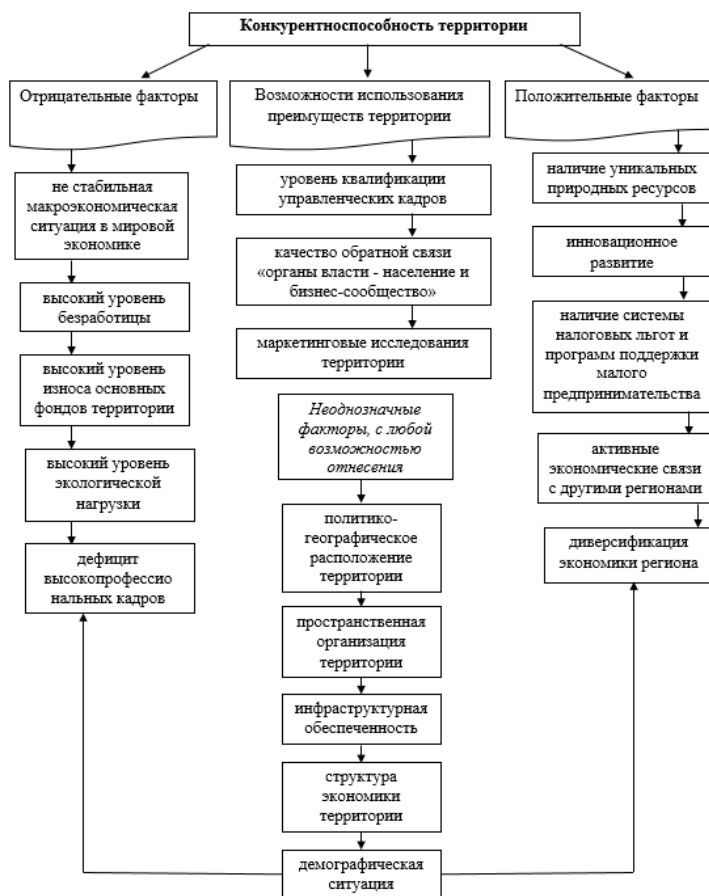 Конкурентноспособность территории
Отрицательные факторы
не стабильная
макроэкономическая
ситуация в мировой
экономике
высокий уровень
безработицы
высокий уровень
износа основных
фондов территории
высокий уровень
экологической
нагрузки
дефицит
высокопрофессио
нальных кадров
Возможности использования
преимуществ территории
уровень квалификации
управленческих кадров
качество обратной связи
«органы власти - население и
бизнес-сообщество»
маркетинговые исследования
территории
Неоднозначные
факторы, с любой
возможностью
отнесения
политико-
географическое
расположение
территории
пространственная
организация
территории
инфраструктурная
обеспеченность
структура
экономики
территории
демографическая
ситуация
Положительные факторы
наличие уникальных
природных ресурсов
инновационное
развитие
наличие системы
налоговых льгот и
программ поддержки
малого
предпринимательства
активные
экономические связи
с другими регионами
диверсификация
экономики региона